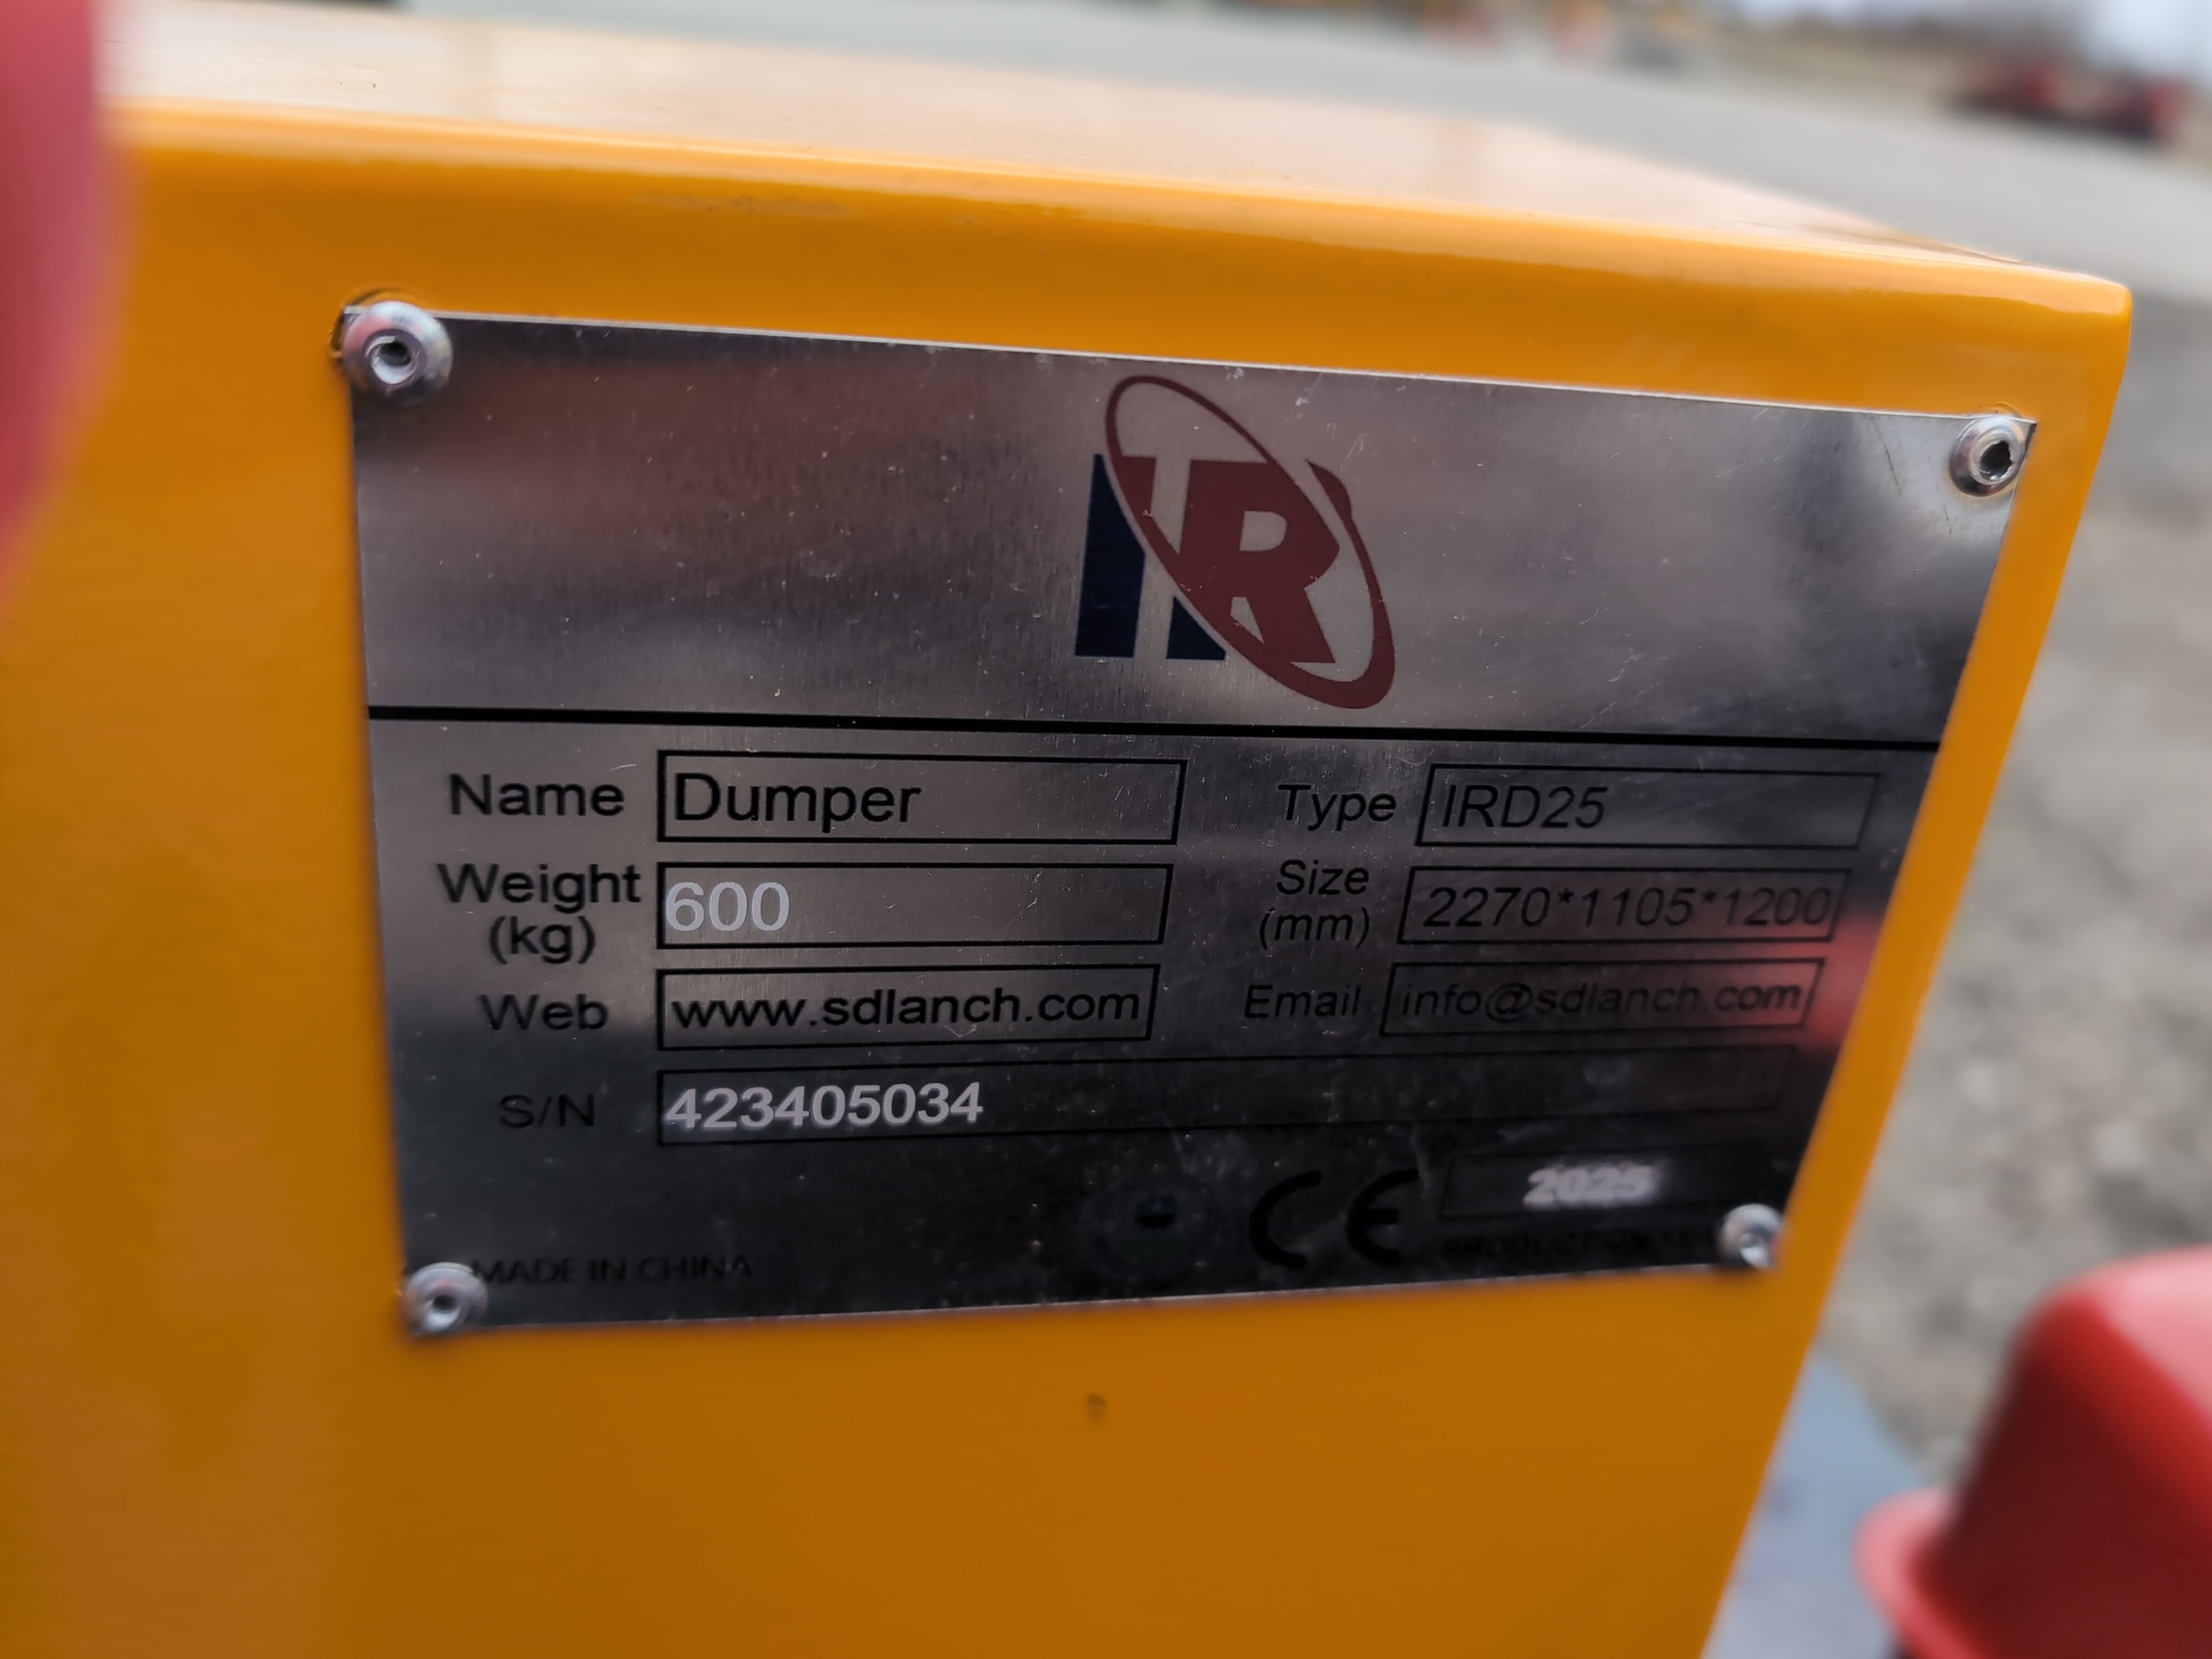 IR
Name Dumper Type IRD25
Weight (kg) 600 Size (mm) 2270*1105*1200
Web www.sdlanch.com Email info@sdlanch.com
S/N 423405034
CE 2025
MADE IN CHINA PRODUCTION